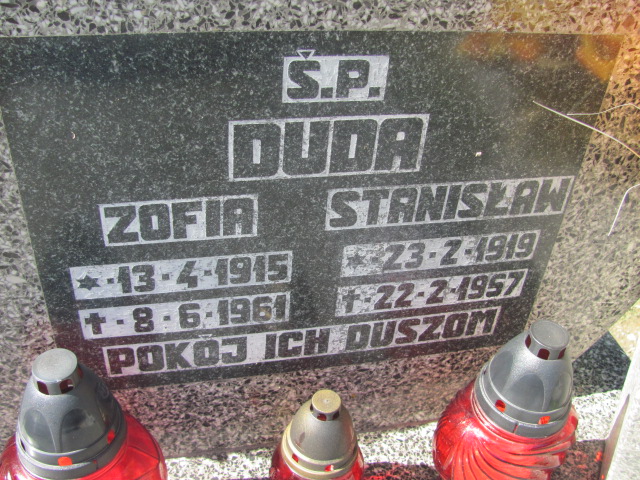 Ś.P.
DUDA
ZOFIA STANISŁAW
*·13·4·1915 *·23·2·1919
✝·8·6·1961 ✝·22·2·1957
POKÓJ ICH DUSZOM